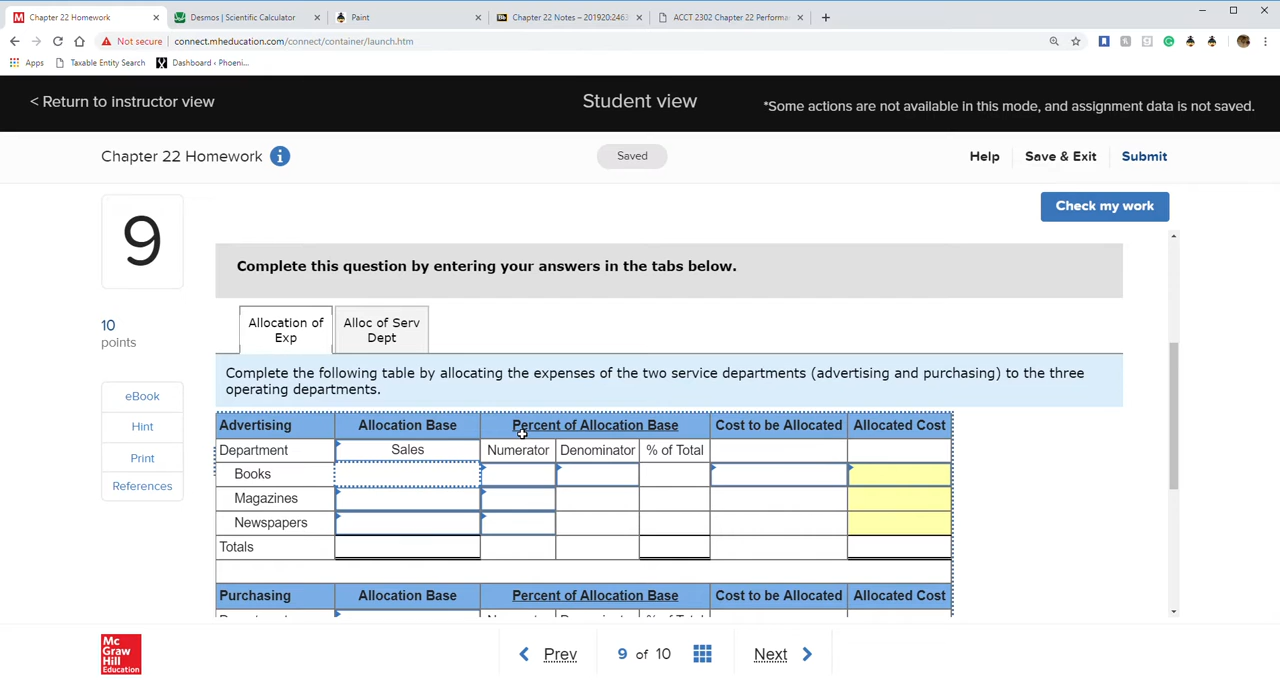 Chapter 22 Homework
Desmos | Scientific Calculator
Paint
Chapter 22 Notes – 201920:2463
ACCT 2302 Chapter 22 Performa
Not secure | connect.mheducation.com/connect/container/launch.htm
Apps
Taxable Entity Search
Dashboard ‹ Phoeni...
< Return to instructor view
Student view
*Some actions are not available in this mode, and assignment data is not saved.
Chapter 22 Homework i
Saved
Help
Save & Exit
Submit
9
Check my work
10
points
eBook
Hint
Print
References
Complete this question by entering your answers in the tabs below.
Allocation of
Exp
Alloc of Serv
Dept
Complete the following table by allocating the expenses of the two service departments (advertising and purchasing) to the three
operating departments.
Advertising Allocation Base Percent of Allocation Base Cost to be Allocated Allocated Cost
Department Sales Numerator Denominator % of Total
Books
Magazines
Newspapers
Totals
Purchasing Allocation Base Percent of Allocation Base Cost to be Allocated Allocated Cost
Mc
Graw
Hill
Education
Prev
9 of 10
Next